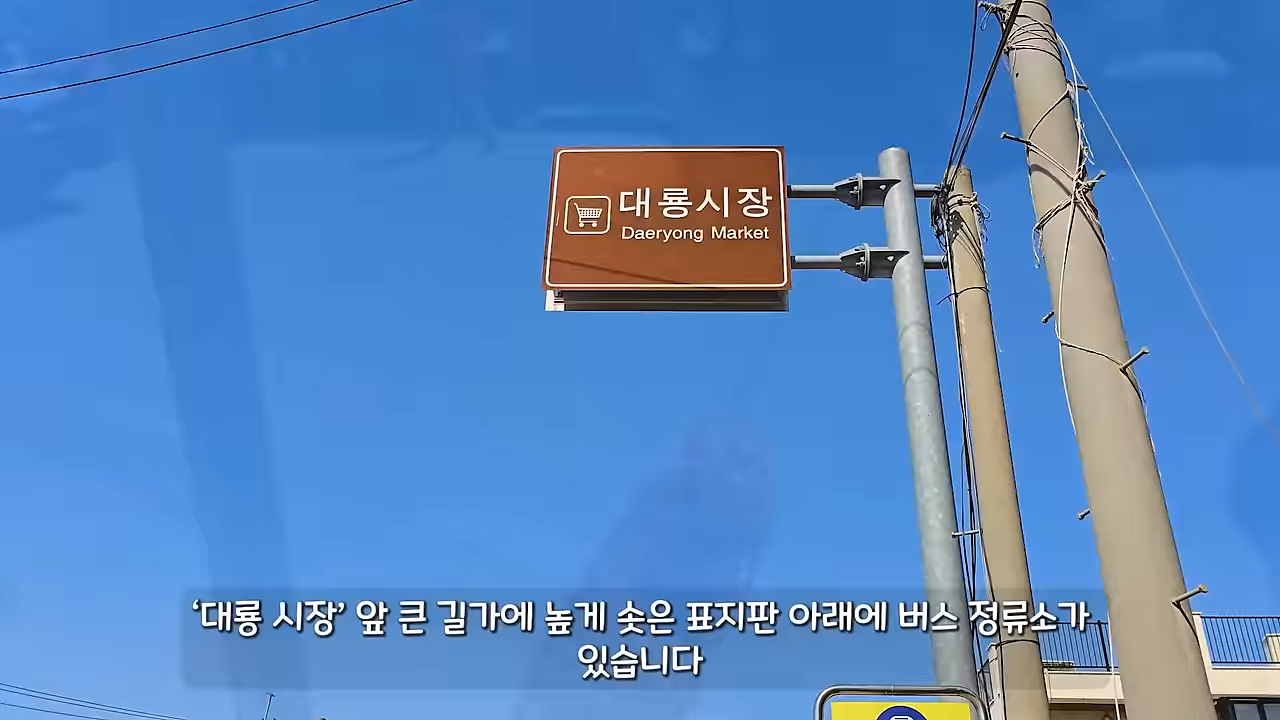 대룡시장
Daeryong Market
‘대룡 시장’ 앞 큰 길가에 높게 솟은 표지판 아래에 버스 정류소가
있습니다